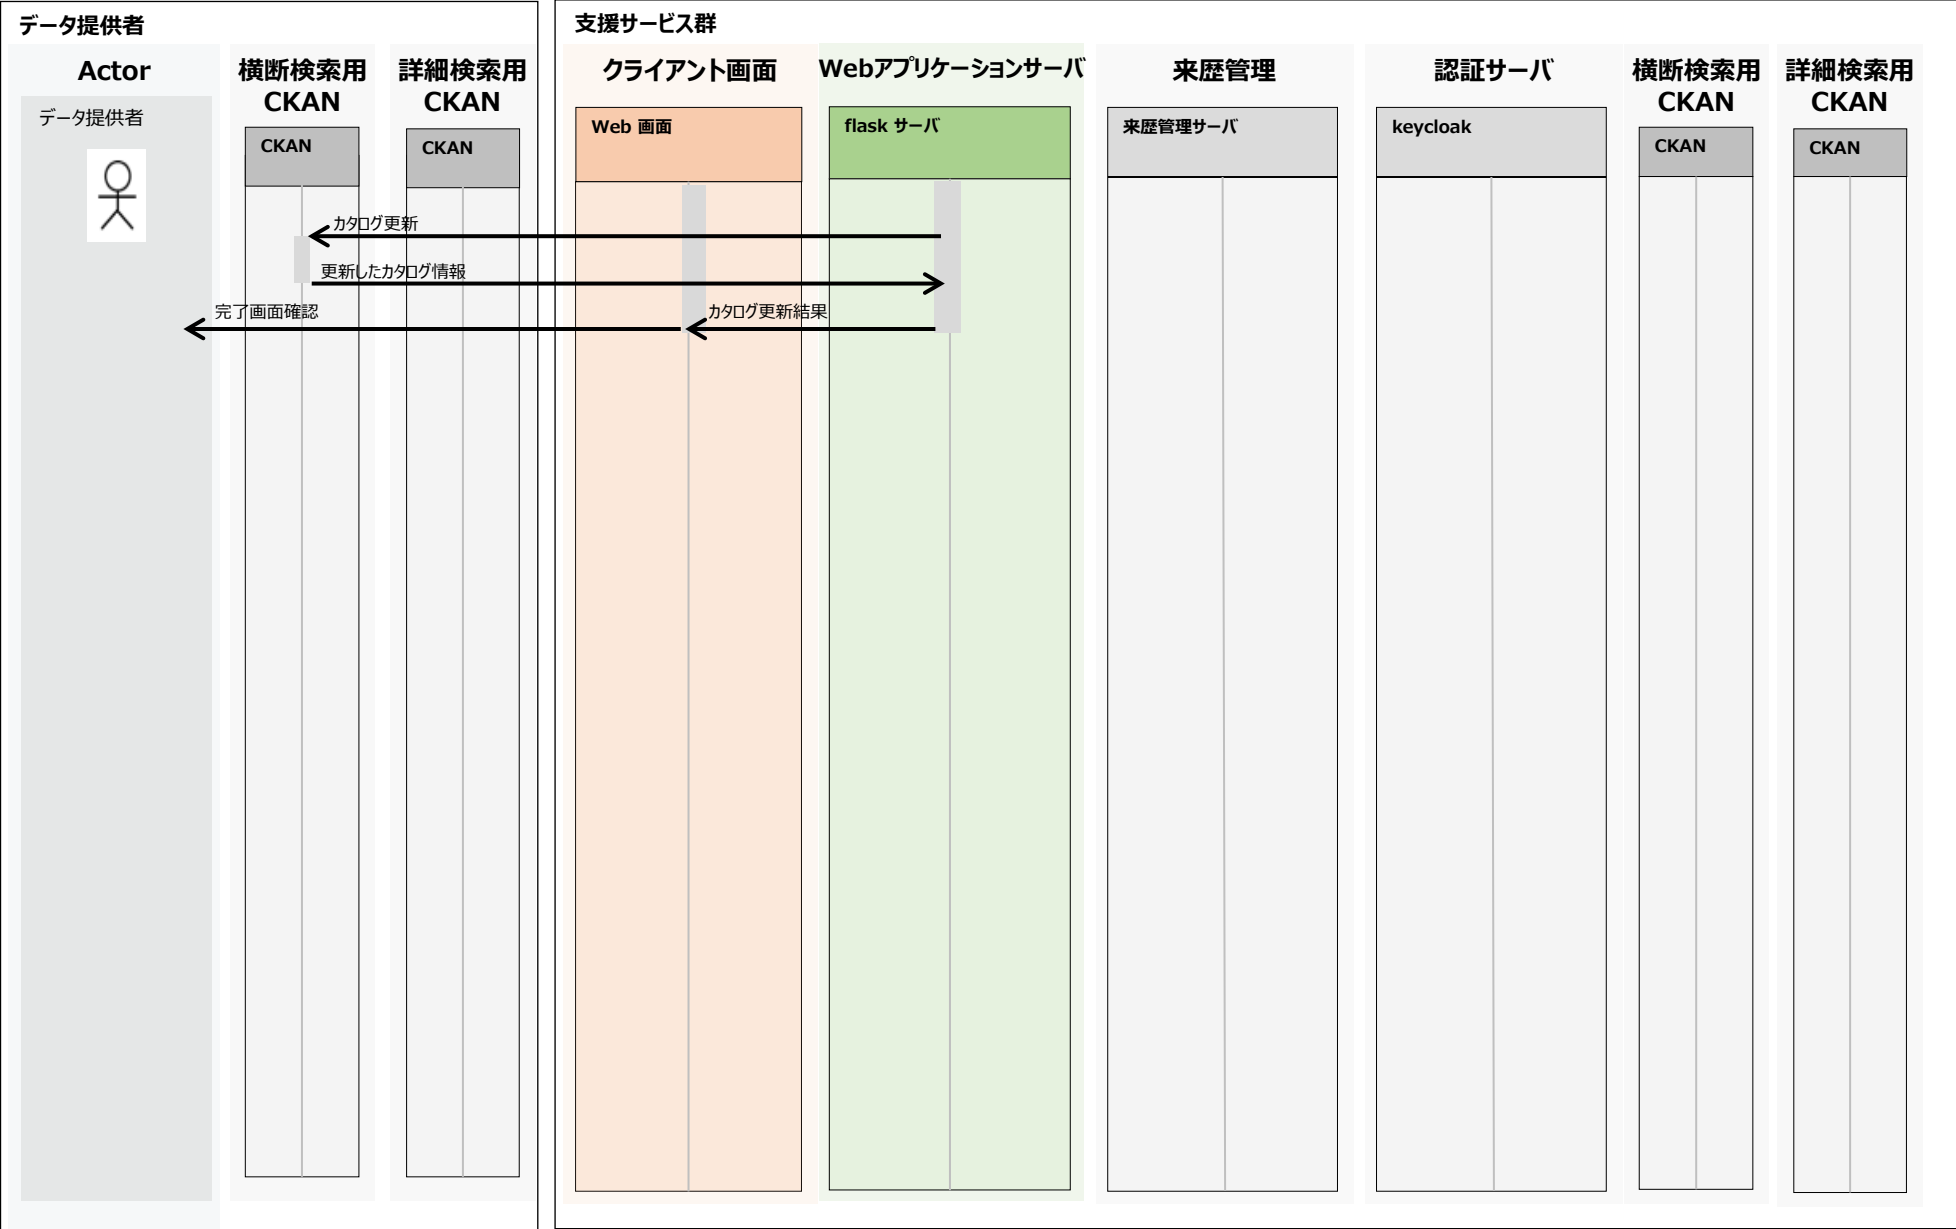 データ提供者
支援サービス群
Actor
横断検索用
CKAN
詳細検索用
CKAN
クライアント画面
Webアプリケーションサーバ
来歴管理
認証サーバ
横断検索用
CKAN
詳細検索用
CKAN
データ提供者
CKAN
CKAN
Web 画面
flask サーバ
来歴管理サーバ
keycloak
CKAN
CKAN
カタログ更新
更新したカタログ情報
完了画面確認
カタログ更新結果